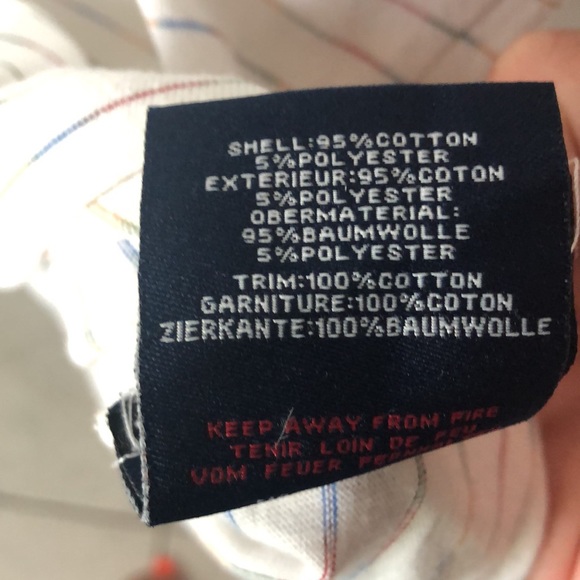 SHELL:95%COTTON
5%POLYESTER
EXTERIEUR:95%COTON
5%POLYESTER
OBERMATERIAL:
95%BAUMWOLLE
5%POLYESTER
TRIM:100%COTTON
GARNITURE:100%COTON
ZIERKANTE:100%BAUMWOLLE
KEEP AWAY FROM FIRE
TENIR LOIN DE FEU
VOM FEUER